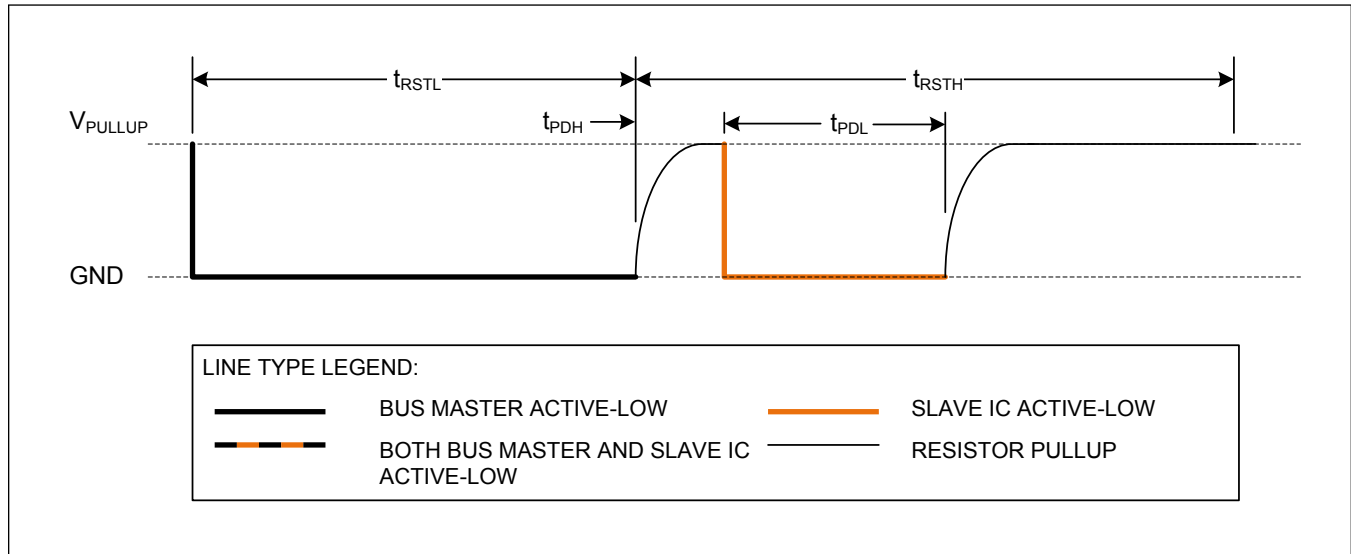 tRSTL
tRSTH
VPULLUP
tPDH
tPDL
GND
LINE TYPE LEGEND:
BUS MASTER ACTIVE-LOW
SLAVE IC ACTIVE-LOW
BOTH BUS MASTER AND SLAVE IC
ACTIVE-LOW
RESISTOR PULLUP